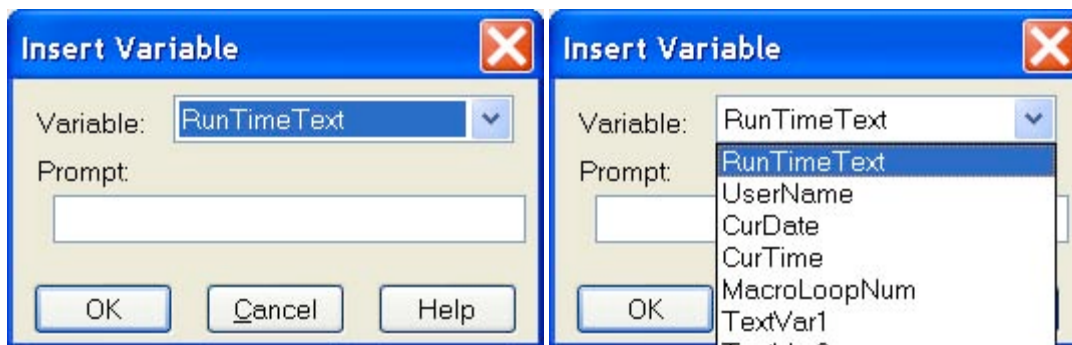 Insert Variable
Variable: RunTimeText
Prompt:
OK Cancel Help
Insert Variable
Variable: RunTimeText
Prompt:
RunTimeText
UserName
CurDate
CurTime
MacroLoopNum
TextVar1
OK